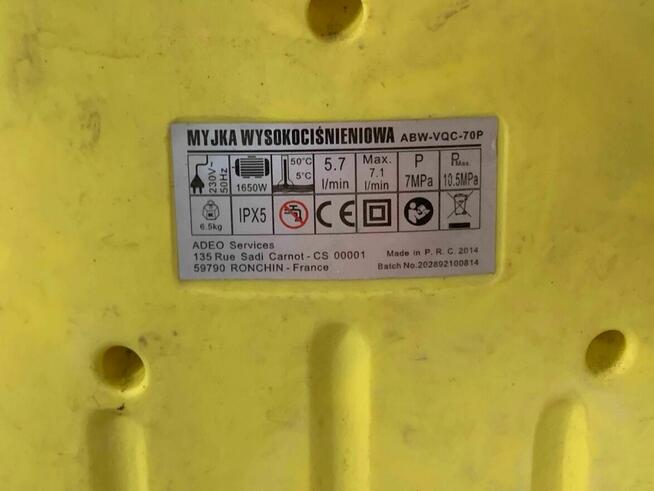 MYJKA WYSOKOCIŚNIENIOWA ABW-VQC-70P
230V~ 50Hz 1650W 50°C 5°C 5.7 l/min Max. 7.1 l/min P 7MPa PMax. 10.5MPa
6.5kg IPX5 CE
ADEO Services
135 Rue Sadi Carnot - CS 00001
59790 RONCHIN - France
Made in P. R. C. 2014
Batch No.202892100814